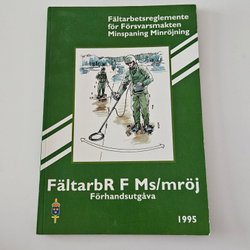 Fältarbetsreglemente
för Försvarsmakten
Minspaning Minröjning
FältarbR F Ms/mröj
Förhandsutgåva
1995